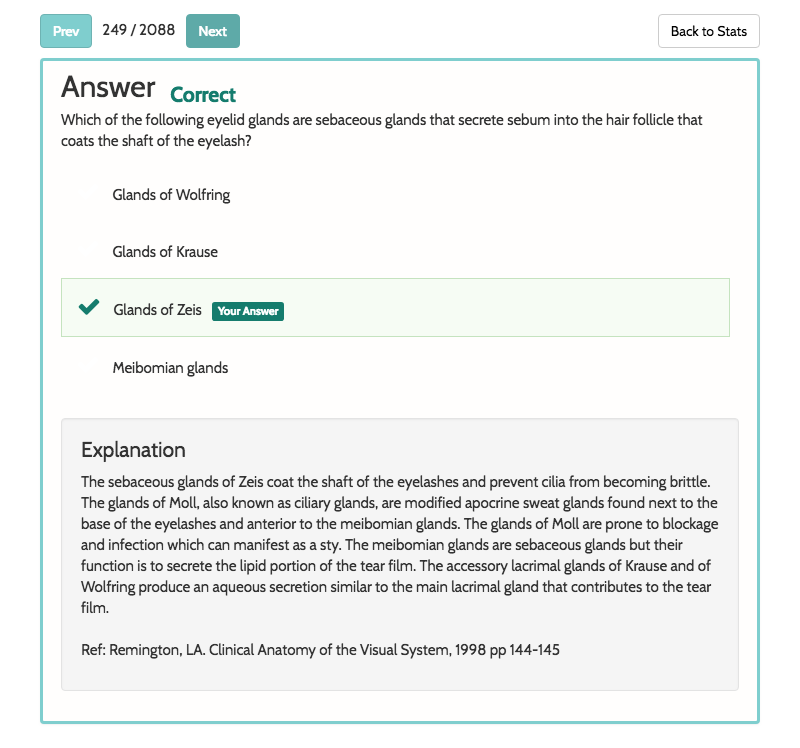 Prev 249 / 2088 Next Back to Stats
Answer Correct
Which of the following eyelid glands are sebaceous glands that secrete sebum into the hair follicle that
coats the shaft of the eyelash?
Glands of Wolfring
Glands of Krause
Glands of Zeis Your Answer
Meibomian glands
Explanation
The sebaceous glands of Zeis coat the shaft of the eyelashes and prevent cilia from becoming brittle.
The glands of Moll, also known as ciliary glands, are modified apocrine sweat glands found next to the
base of the eyelashes and anterior to the meibomian glands. The glands of Moll are prone to blockage
and infection which can manifest as a sty. The meibomian glands are sebaceous glands but their
function is to secrete the lipid portion of the tear film. The accessory lacrimal glands of Krause and of
Wolfring produce an aqueous secretion similar to the main lacrimal gland that contributes to the tear
film.
Ref: Remington, LA. Clinical Anatomy of the Visual System, 1998 pp 144-145